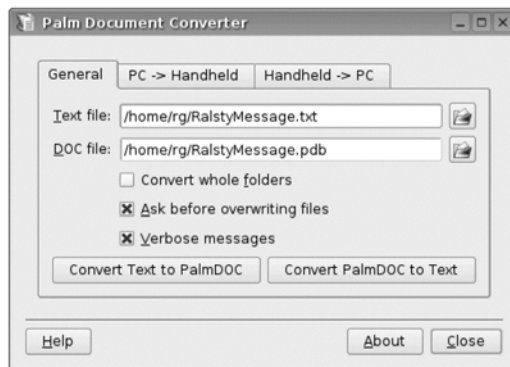 Palm Document Converter
General PC -> Handheld Handheld -> PC
Text file: /home/rg/RalstyMessage.txt
DOC file: /home/rg/RalstyMessage.pdb
Convert whole folders
Ask before overwriting files
Verbose messages
Convert Text to PalmDOC Convert PalmDOC to Text
Help About Close